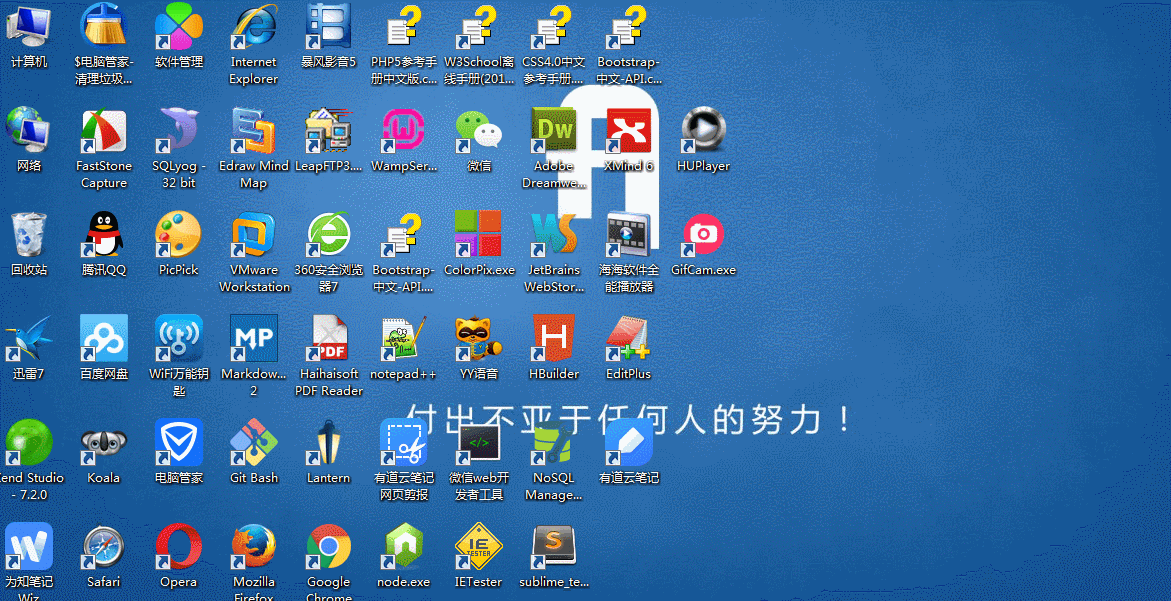 计算机
$电脑管家-
清理垃圾...
软件管理
Internet
Explorer
暴风影音5
PHP5参考手
册中文版.c...
W3School离
线手册(201...
CSS4.0中文
参考手册....
Bootstrap-
中文-API.c...
网络
FastStone
Capture
SQLyog -
32 bit
Edraw Mind
Map
LeapFTP3....
WampSer...
微信
Dw
Adobe
Dreamwe...
XMind 6
HUPlayer
回收站
腾讯QQ
PicPick
VMware
Workstation
360安全浏览
器7
Bootstrap-
中文-API....
ColorPix.exe
WS
JetBrains
WebStor...
海海软件全
能播放器
GifCam.exe
迅雷7
百度网盘
WiFi万能钥
匙
MP
Markdown...
2
PDF
Haihaisoft
PDF Reader
notepad++
YY语音
H
HBuilder
EditPlus
付出不亚于任何人的努力！
Zend Studio
- 7.2.0
Koala
电脑管家
Git Bash
Lantern
有道云笔记
网页剪报
</>
微信web开
发者工具
NoSQL
Manage...
有道云笔记
W
为知笔记
Wiz
Safari
Opera
Mozilla
Firefox
Google
Chrome
node.exe
IE
TESTER
IETester
S
sublime_te...